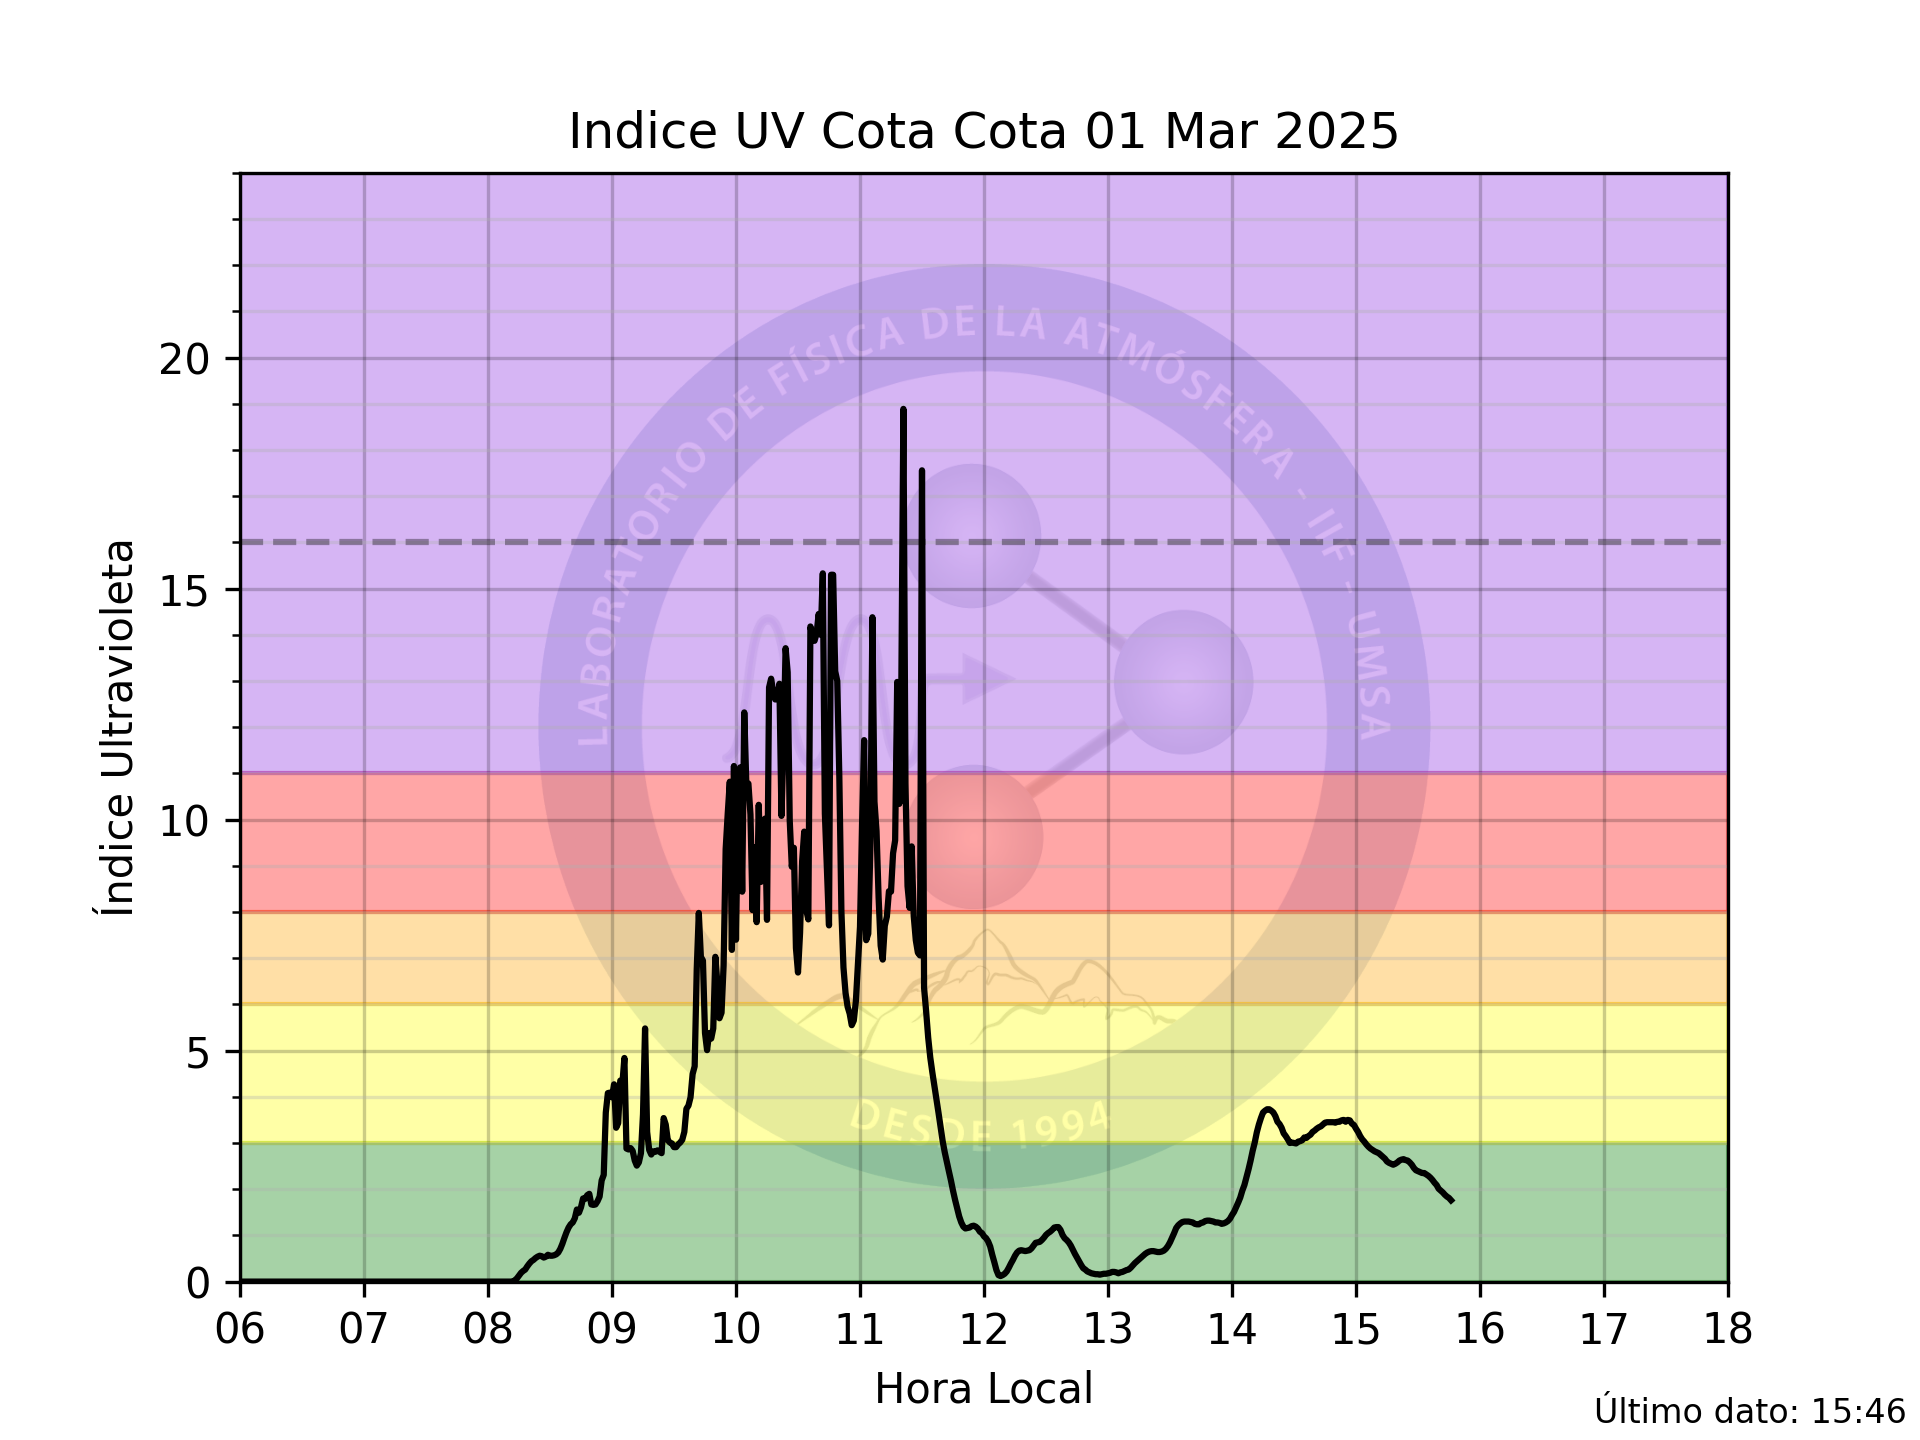 Indice UV Cota Cota 01 Mar 2025
LABORATORIO DE FÍSICA DE LA ATMÓSFERA - IIF - UMSA
DESDE 1994
Índice Ultravioleta
20
15
10
5
0
06 07 08 09 10 11 12 13 14 15 16 17 18
Hora Local
Último dato: 15:46